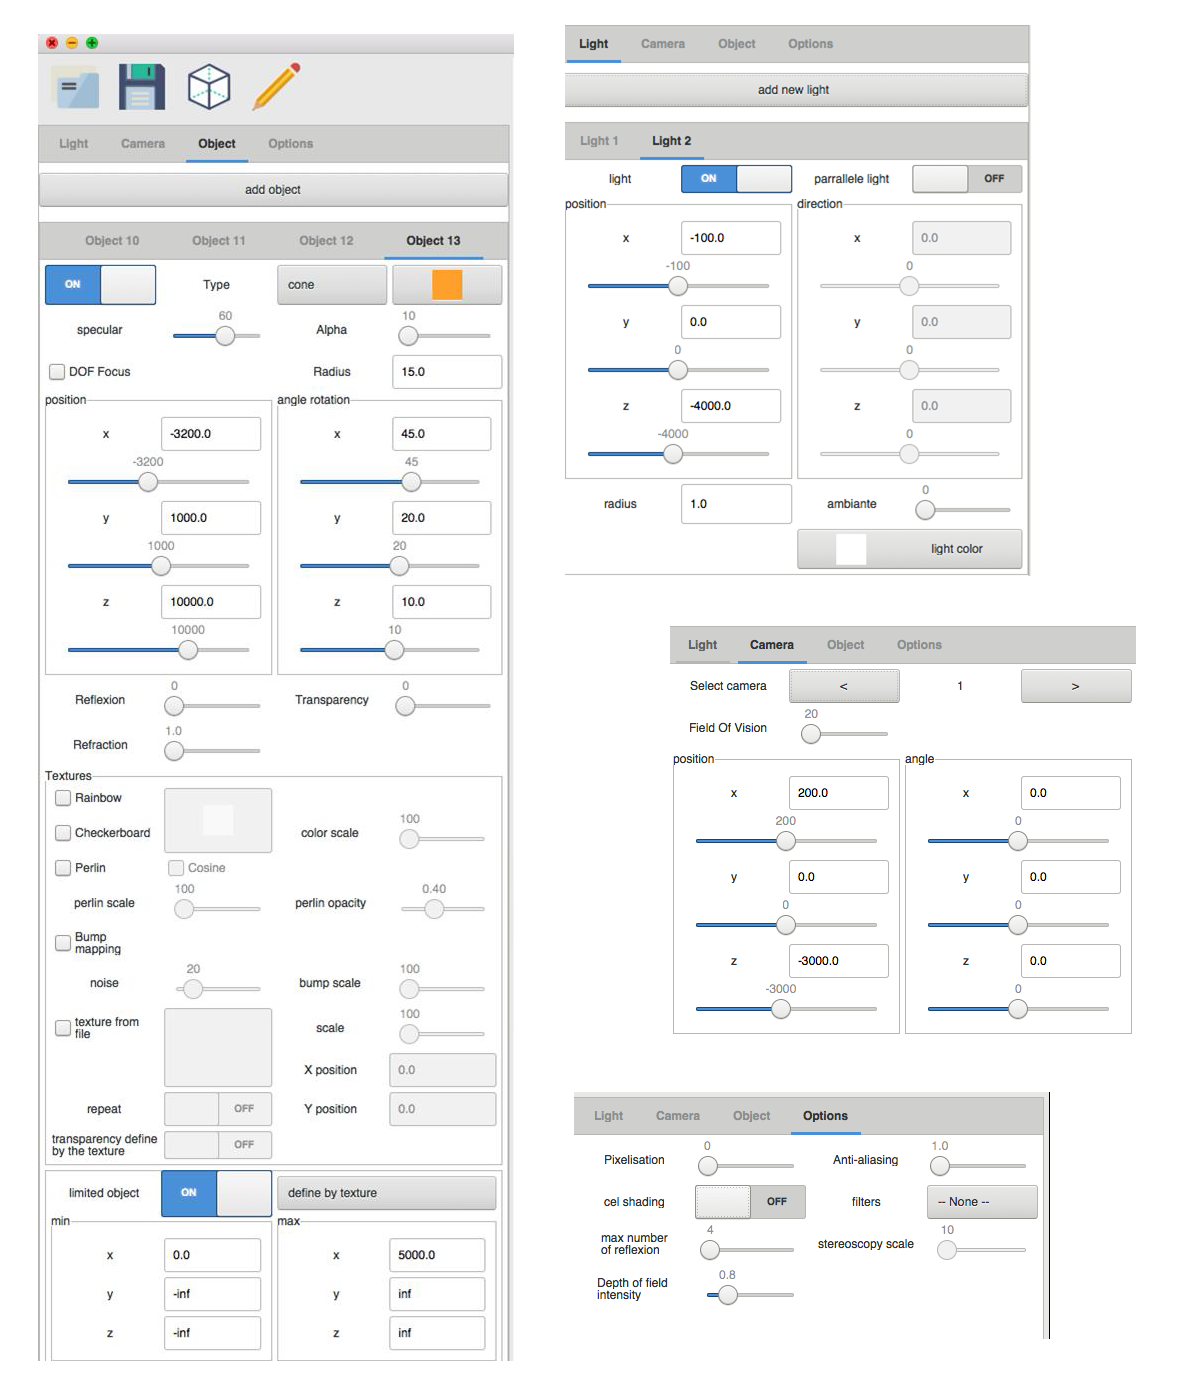 Light Camera Object Options
add object
Object 10 Object 11 Object 12 Object 13
ON Type cone
60 10
specular Alpha
DOF Focus Radius 15.0
position angle rotation
x -3200.0 x 45.0
-3200 45
y 1000.0 y 20.0
1000 20
z 10000.0 z 10.0
10000 10
0 0
Reflexion Transparency
1.0
Refraction
Textures
Rainbow
100
Checkerboard color scale
Perlin Cosine
100 0.40
perlin scale perlin opacity
Bump
mapping
20 100
noise bump scale
100
texture from
file scale
X position 0.0
repeat OFF Y position 0.0
transparency define
by the texture OFF
limited object ON define by texture
min max
x 0.0 x 5000.0
y -inf y inf
z -inf z inf
Light Camera Object Options
add new light
Light 1 Light 2
light ON parrallele light OFF
position direction
x -100.0 x 0.0
-100 0
y 0.0 y 0.0
0 0
z -4000.0 z 0.0
-4000 0
0
radius 1.0 ambiante
light color
Light Camera Object Options
Select camera < 1 >
20
Field Of Vision
position angle
x 200.0 x 0.0
200 0
y 0.0 y 0.0
0 0
z -3000.0 z 0.0
-3000 0
Light Camera Object Options
0 1.0
Pixelisation Anti-aliasing
cel shading OFF filters -- None --
4 10
max number
of reflexion stereoscopy scale
0.8
Depth of field
intensity